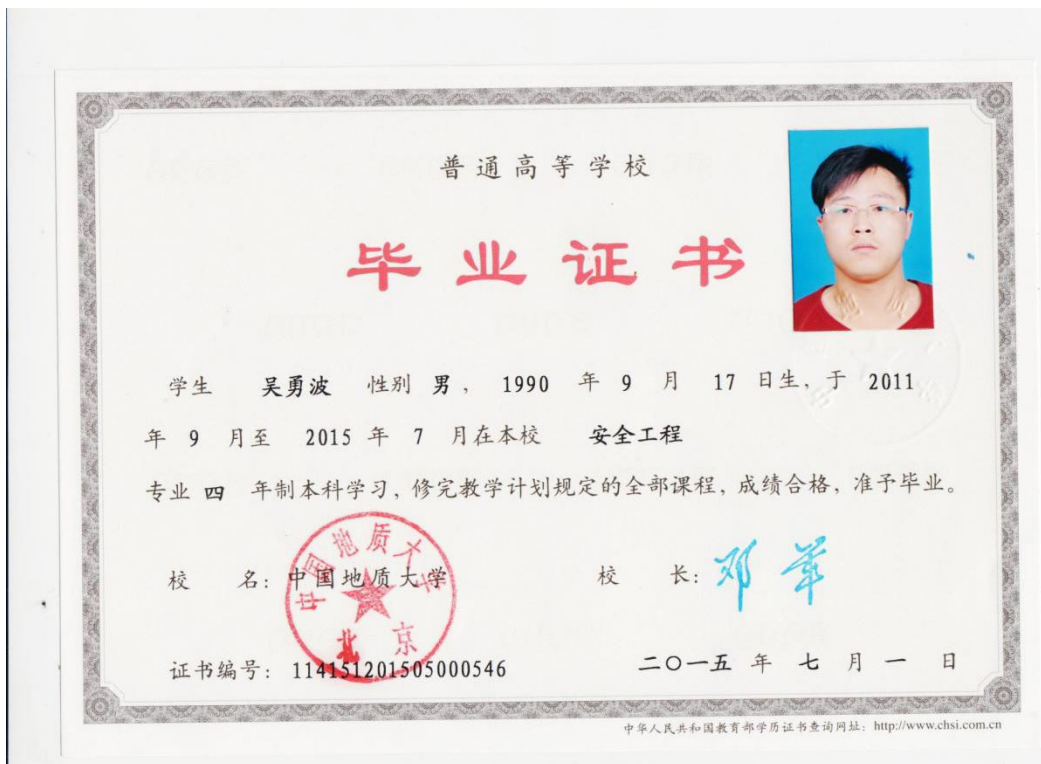 普通高等学校
毕业证书
学生 吴勇波 性别 男， 1990 年 9 月 17 日生，于 2011
年 9 月至 2015 年 7 月在本校 安全工程
专业 四 年制本科学习，修完教学计划规定的全部课程，成绩合格，准予毕业。
校 名：中国地质大学 校 长：邓军
中国地质大学
北京
证书编号： 114151201505000546 二〇一五 年 七 月 一 日
中华人民共和国教育部学历证书查询网址：http://www.chsi.com.cn